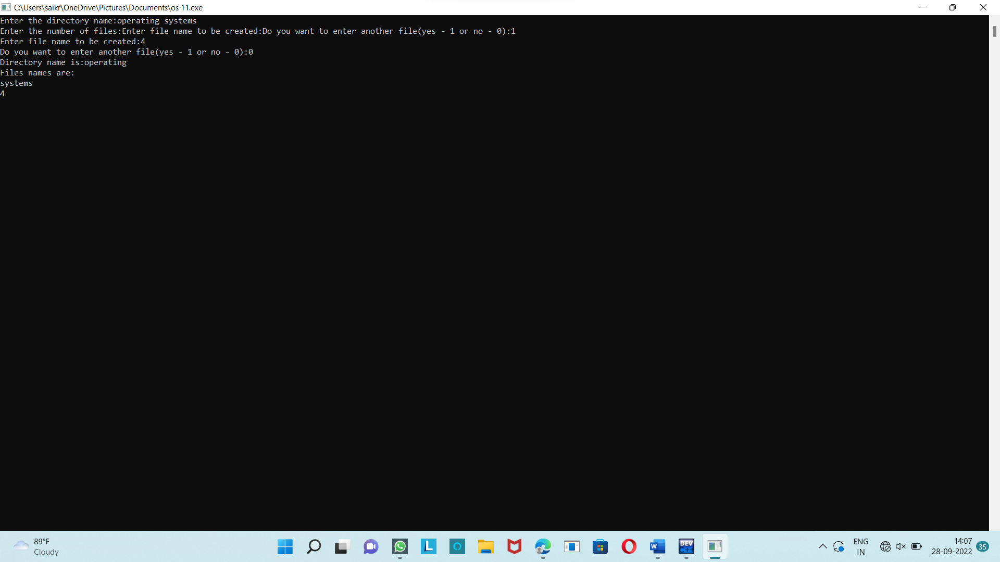 C:\Users\saikr\OneDrive\Pictures\Documents\os 11.exe
Enter the directory name:operating systems
Enter the number of files:Enter file name to be created:Do you want to enter another file(yes - 1 or no - 0):1
Enter file name to be created:4
Do you want to enter another file(yes - 1 or no - 0):0
Directory name is:operating
Files names are:
systems
4
89°F
Cloudy
L
W
DEV
C++
ENG
IN
14:07
28-09-2022
35